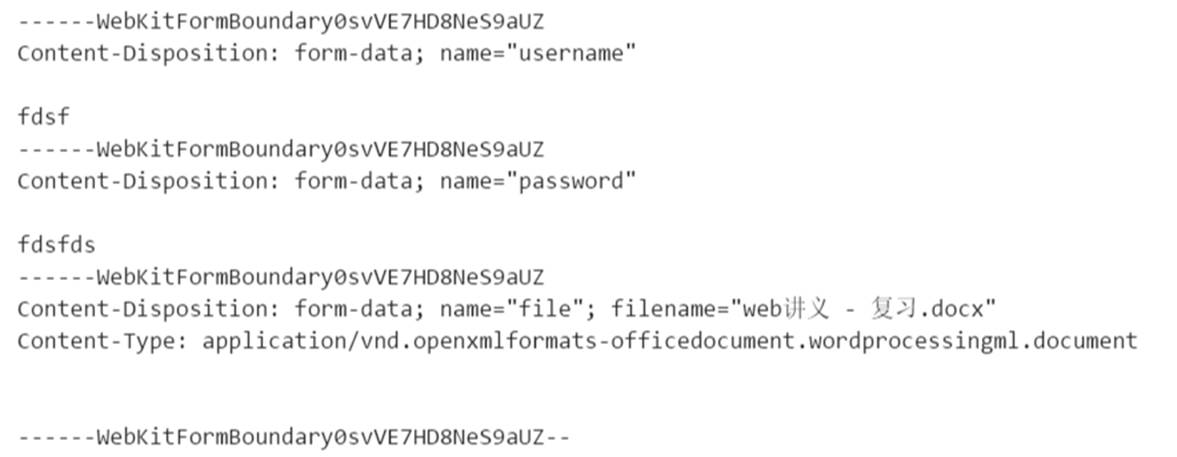 ------WebKitFormBoundary0svVE7HD8NeS9aUZ
Content-Disposition: form-data; name="username"
fdsf
------WebKitFormBoundary0svVE7HD8NeS9aUZ
Content-Disposition: form-data; name="password"
fdsfds
------WebKitFormBoundary0svVE7HD8NeS9aUZ
Content-Disposition: form-data; name="file"; filename="web讲义 - 复习.docx"
Content-Type: application/vnd.openxmlformats-officedocument.wordprocessingml.document
------WebKitFormBoundary0svVE7HD8NeS9aUZ--